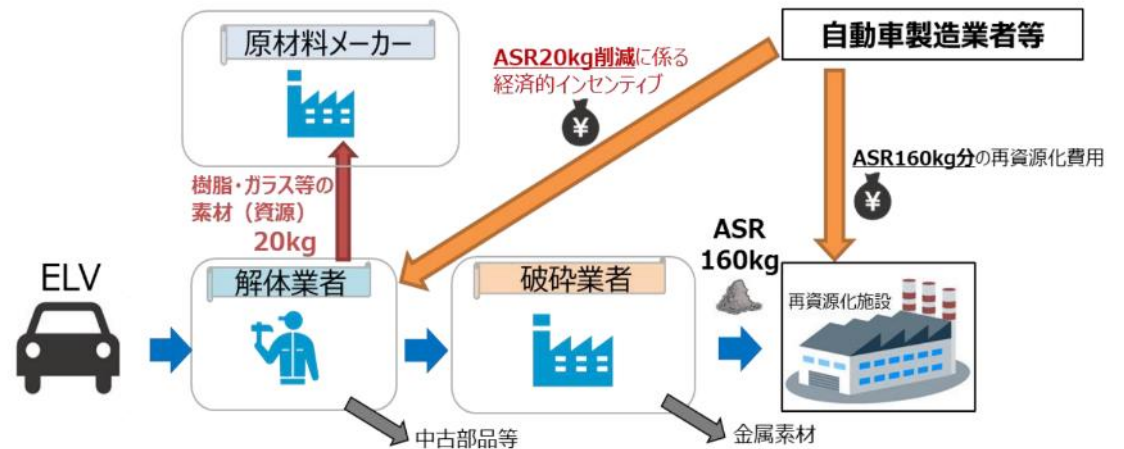 原材料メーカー
自動車製造業者等
ASR20kg削減に係る
経済的インセンティブ
¥
ASR160kg分の再資源化費用
¥
樹脂・ガラス等の
素材（資源）
20kg
ELV
解体業者
破砕業者
ASR
160kg
再資源化施設
中古部品等
金属素材